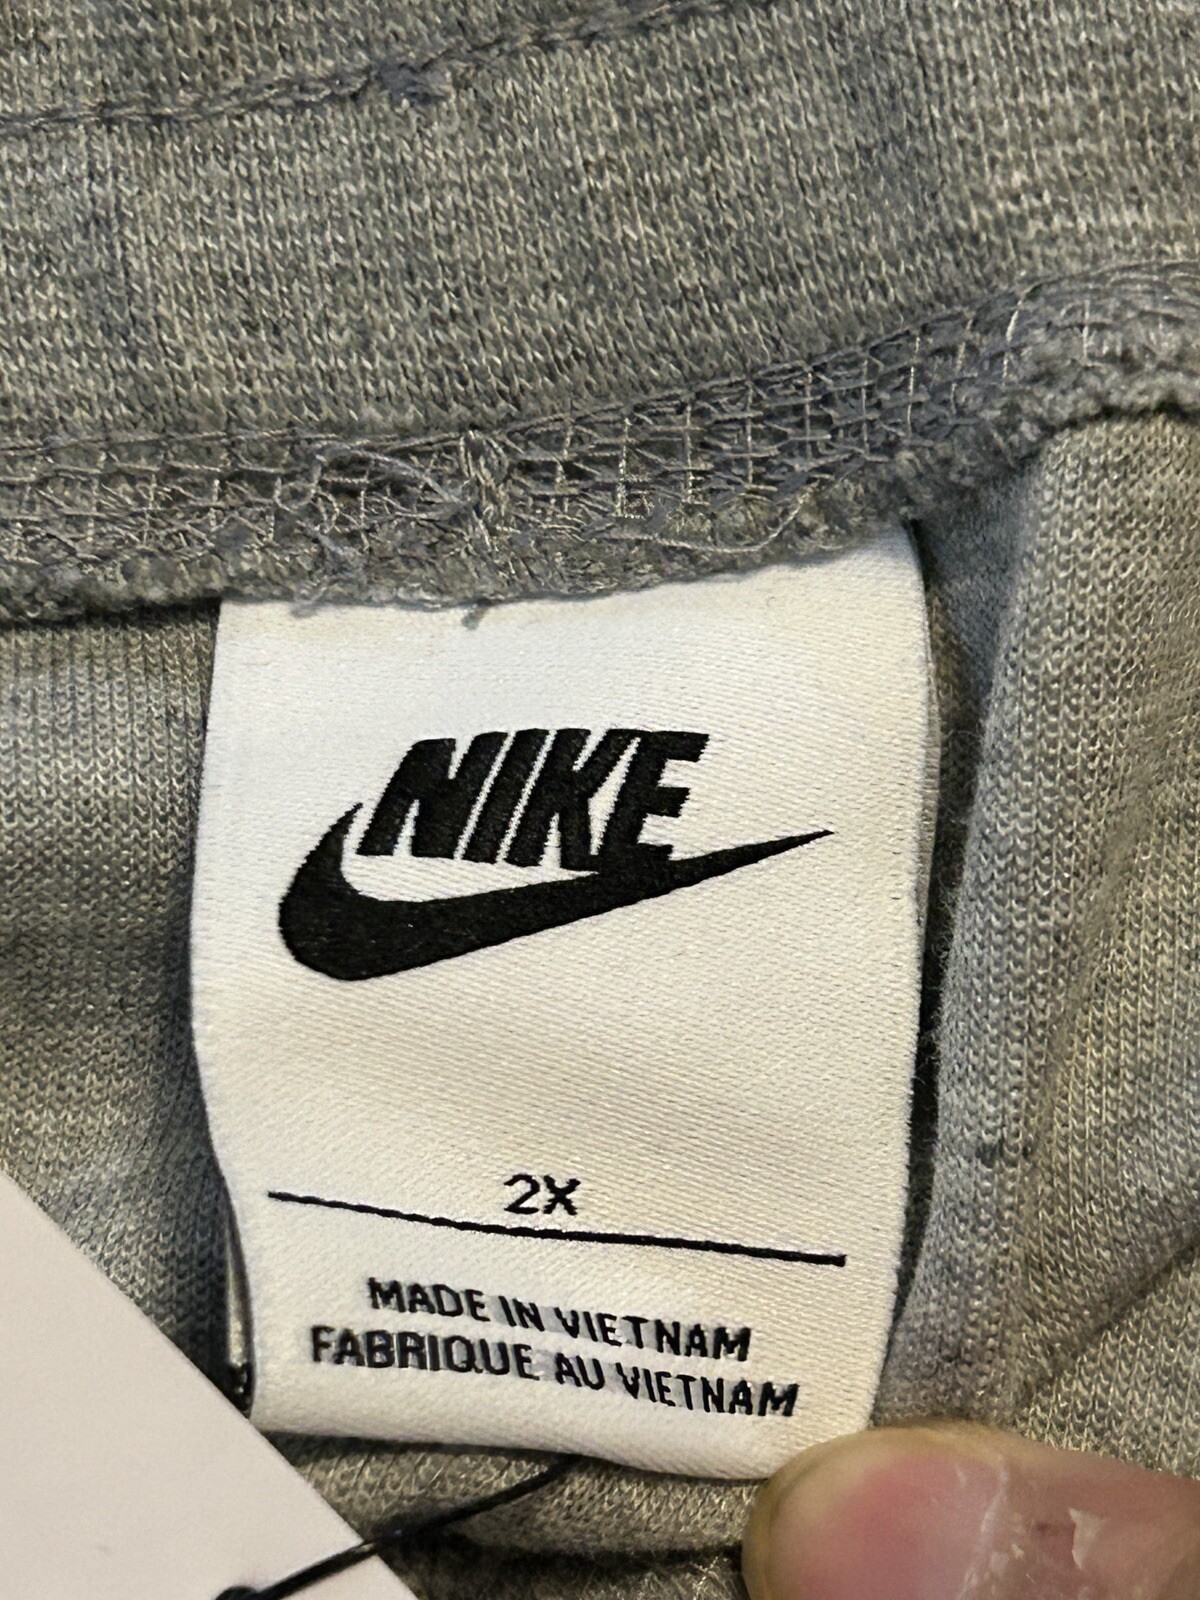 NIKE
2X
MADE IN VIETNAM
FABRIQUE AU VIETNAM